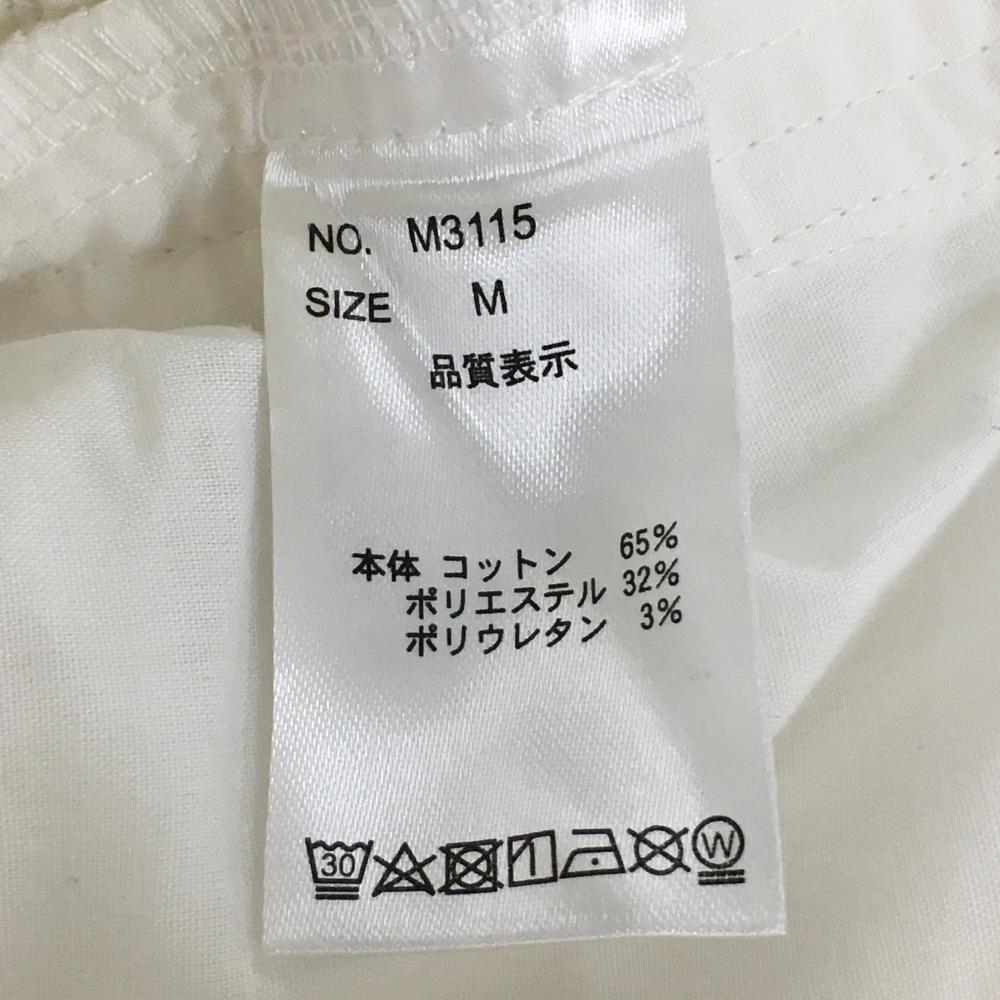 NO. M3115
SIZE M
品質表示
本体 コットン 65%
ポリエステル 32%
ポリウレタン 3%
30 W